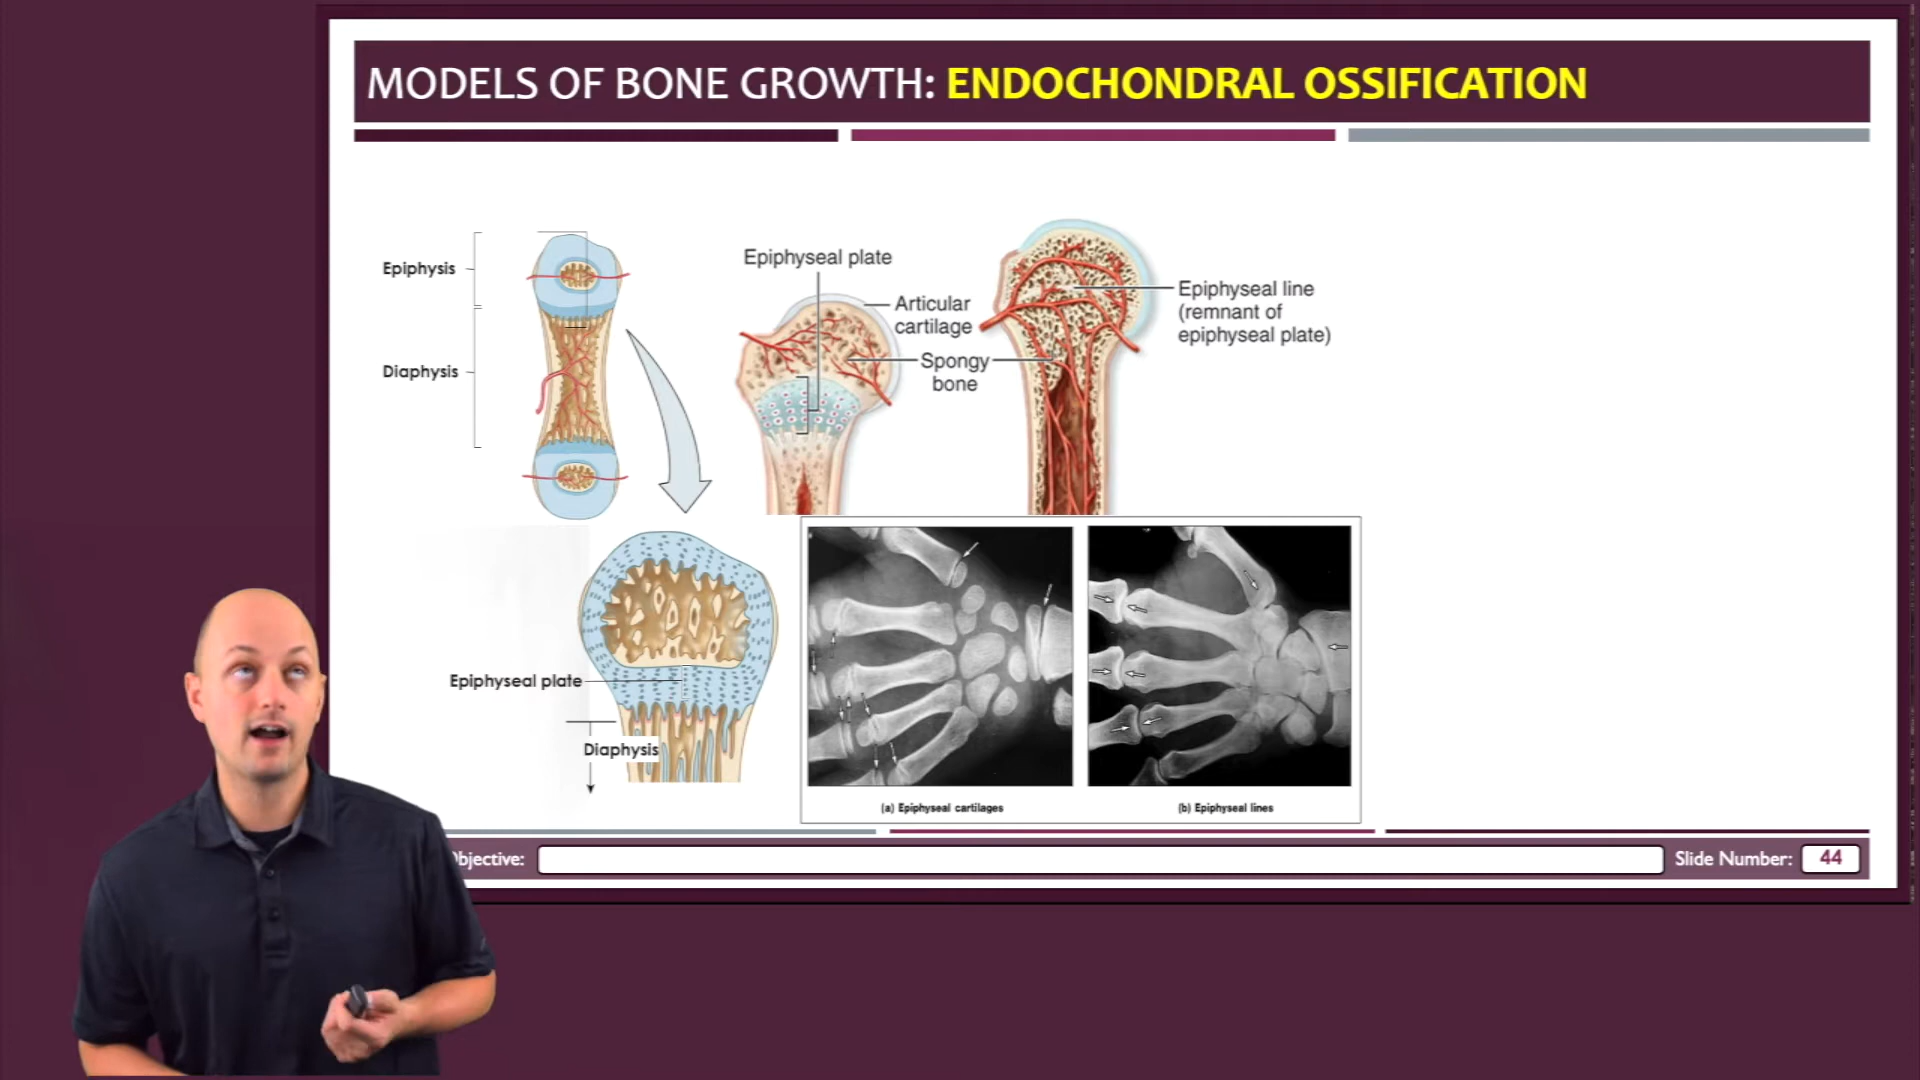 MODELS OF BONE GROWTH: ENDOCHONDRAL OSSIFICATION
Epiphysis
Diaphysis
Epiphyseal plate
Articular
cartilage
Spongy
bone
Epiphyseal line
(remnant of
epiphyseal plate)
Epiphyseal plate
Diaphysis
(a) Epiphyseal cartilages
(b) Epiphyseal lines
bjective:
Slide Number: 44